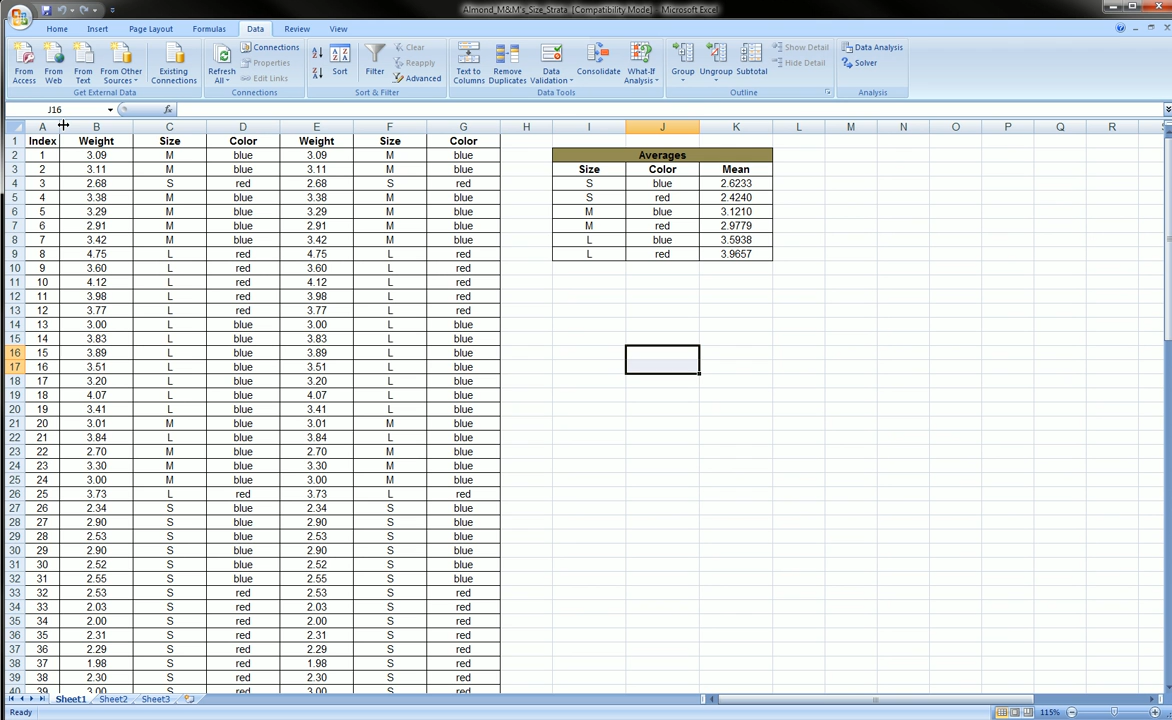 Almond_M&M's_Size_Strata [Compatibility Mode] - Microsoft Excel
Home Insert Page Layout Formulas Data Review View
From Access From Web From Text From Other Sources Existing Connections Refresh All Connections Properties Edit Links Sort Filter Clear Reapply Advanced Text to Columns Remove Duplicates Data Validation Consolidate What-If Analysis Group Ungroup Subtotal Show Detail Hide Detail Data Analysis Solver
Get External Data Connections Sort & Filter Data Tools Outline Analysis
J16 fx
A B C D E F G H I J K L M N O P Q R
1 Index Weight Size Color Weight Size Color
2 1 3.09 M blue 3.09 M blue Averages
3 2 3.11 M blue 3.11 M blue Size Color Mean
4 3 2.68 S red 2.68 S red S blue 2.6233
5 4 3.38 M blue 3.38 M blue S red 2.4240
6 5 3.29 M blue 3.29 M blue M blue 3.1210
7 6 2.91 M red 2.91 M red M red 2.9779
8 7 3.42 M blue 3.42 M blue L blue 3.5938
9 8 4.75 L red 4.75 L red L red 3.9657
10 9 3.60 L red 3.60 L red
11 10 4.12 L red 4.12 L red
12 11 3.98 L red 3.98 L red
13 12 3.77 L red 3.77 L red
14 13 3.00 L blue 3.00 L blue
15 14 3.83 L blue 3.83 L blue
16 15 3.89 L blue 3.89 L blue
17 16 3.51 L blue 3.51 L blue
18 17 3.20 L blue 3.20 L blue
19 18 4.07 L blue 4.07 L blue
20 19 3.41 L blue 3.41 L blue
21 20 3.01 M blue 3.01 M blue
22 21 3.84 L blue 3.84 L blue
23 22 2.70 M blue 2.70 M blue
24 23 3.30 M blue 3.30 M blue
25 24 3.00 M blue 3.00 M blue
26 25 3.73 L red 3.73 L red
27 26 2.34 S blue 2.34 S blue
28 27 2.90 S blue 2.90 S blue
29 28 2.53 S blue 2.53 S blue
30 29 2.90 S blue 2.90 S blue
31 30 2.52 S blue 2.52 S blue
32 31 2.55 S blue 2.55 S blue
33 32 2.53 S red 2.53 S red
34 33 2.03 S red 2.03 S red
35 34 2.00 S red 2.00 S red
36 35 2.31 S red 2.31 S red
37 36 2.29 S red 2.29 S red
38 37 1.98 S red 1.98 S red
39 38 2.30 S red 2.30 S red
40 39 3.00 S red 3.00 S red
Sheet1 Sheet2 Sheet3
Ready 115%